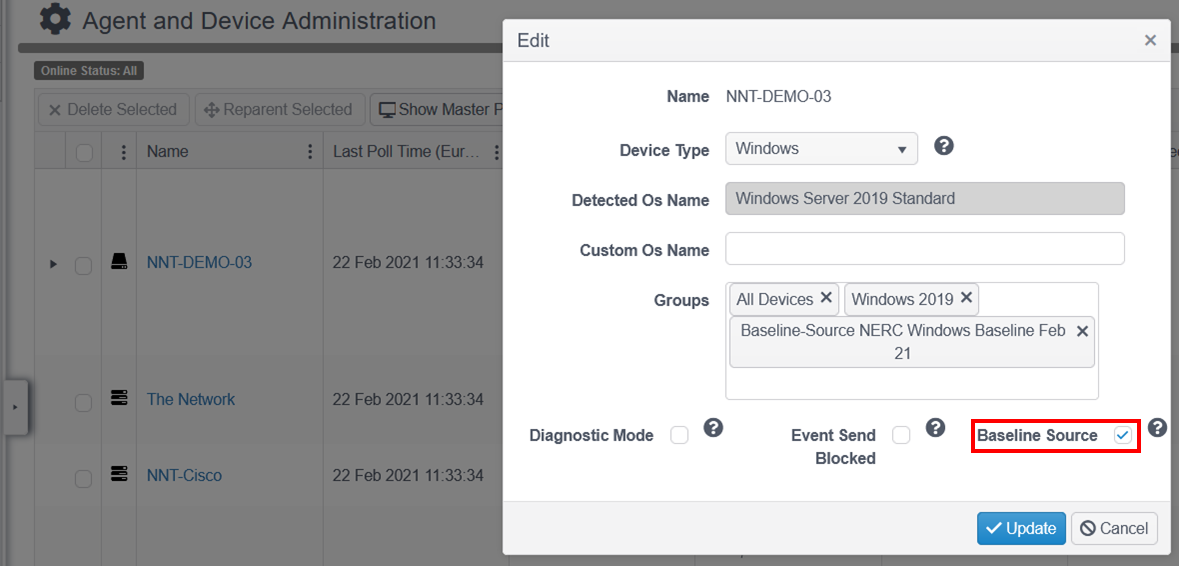 Agent and Device Administration
Online Status: All
Delete Selected
Reparent Selected
Show Master P
Name
Last Poll Time (Eur...
NNT-DEMO-03
22 Feb 2021 11:33:34
The Network
22 Feb 2021 11:33:34
NNT-Cisco
22 Feb 2021 11:33:34
Edit
Name NNT-DEMO-03
Device Type Windows
Detected Os Name Windows Server 2019 Standard
Custom Os Name
Groups All Devices Windows 2019
Baseline-Source NERC Windows Baseline Feb
21
Diagnostic Mode
Event Send
Blocked
Baseline Source
Update
Cancel